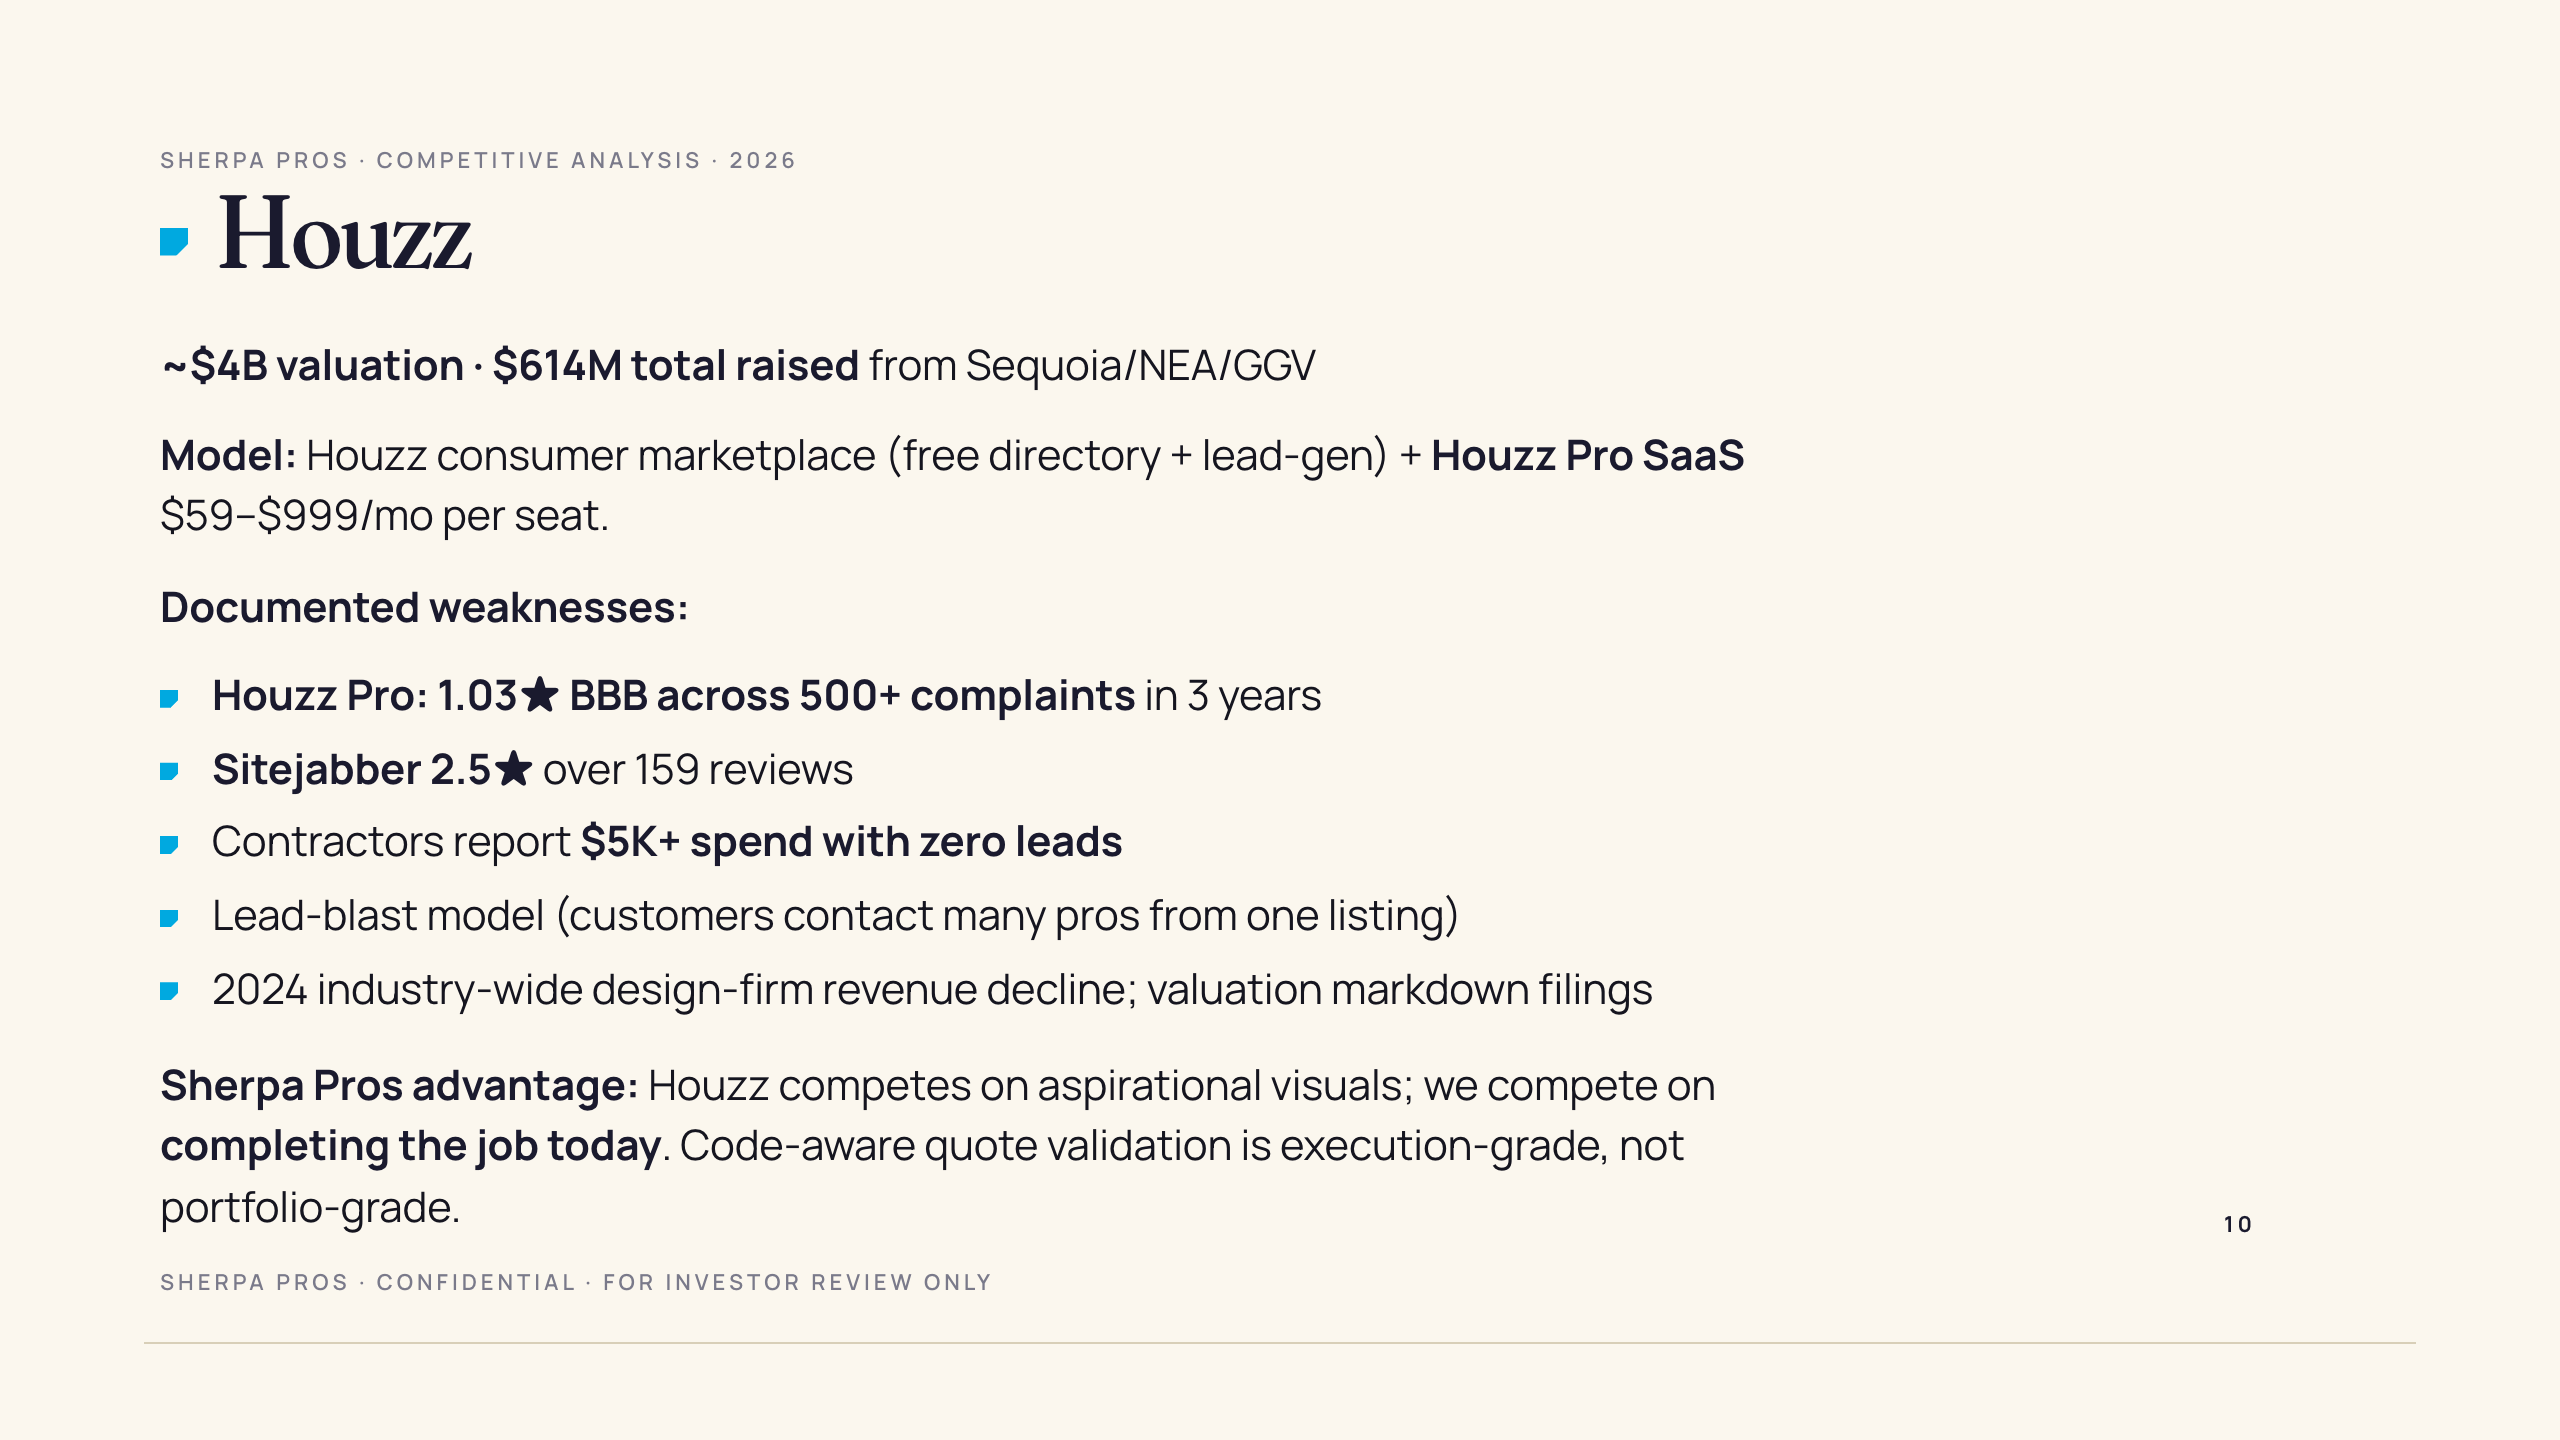 SHERPA PROS · COMPETITIVE ANALYSIS · 2026
Houzz
~$4B valuation · $614M total raised from Sequoia/NEA/GGV
Model: Houzz consumer marketplace (free directory + lead-gen) + Houzz Pro SaaS
$59–$999/mo per seat.
Documented weaknesses:
Houzz Pro: 1.03★ BBB across 500+ complaints in 3 years
Sitejabber 2.5★ over 159 reviews
Contractors report $5K+ spend with zero leads
Lead-blast model (customers contact many pros from one listing)
2024 industry-wide design-firm revenue decline; valuation markdown filings
Sherpa Pros advantage: Houzz competes on aspirational visuals; we compete on
completing the job today. Code-aware quote validation is execution-grade, not
portfolio-grade.
10
SHERPA PROS · CONFIDENTIAL · FOR INVESTOR REVIEW ONLY